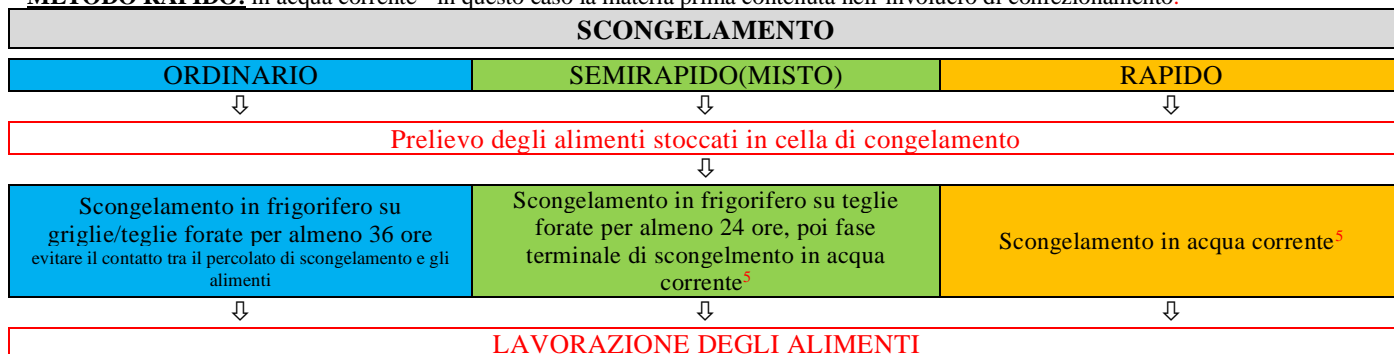 METODO RAPIDO: in acqua corrente in questo caso la materia prima contenuta nell'involucro di confezionamento.
SCONGELAMENTO
ORDINARIO SEMIRAPIDO(MISTO) RAPIDO
⇩ ⇩ ⇩
Prelievo degli alimenti stoccati in cella di congelamento
⇩
Scongelamento in frigorifero su
griglie/teglie forate per almeno 36 ore
evitare il contatto tra il percolato di scongelamento e gli
alimenti
Scongelamento in frigorifero su teglie
forate per almeno 24 ore, poi fase
terminale di scongelmento in acqua
corrente5
Scongelamento in acqua corrente5
⇩ ⇩ ⇩
LAVORAZIONE DEGLI ALIMENTI